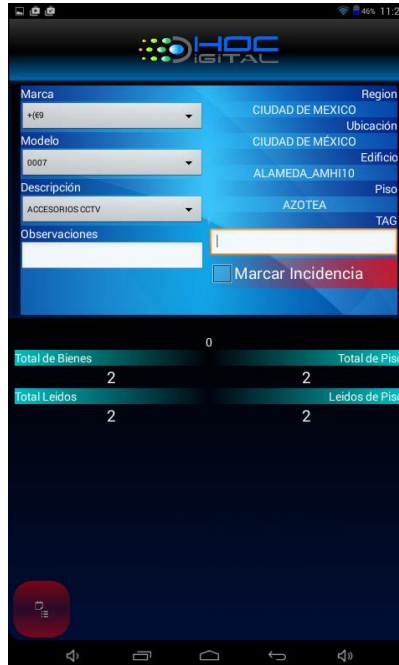 46% 11:2
DHOC
DiGiTAL
Marca
+(€9
Modelo
0007
Descripción
ACCESORIOS CCTV
Observaciones
Region
CIUDAD DE MEXICO
Ubicación
CIUDAD DE MÉXICO
Edificio
ALAMEDA_AMHI10
Piso
AZOTEA
TAG
Marcar Incidencia
0
Total de Bienes
2
Total de Piso
2
Total Leidos
2
Leidos de Piso
2